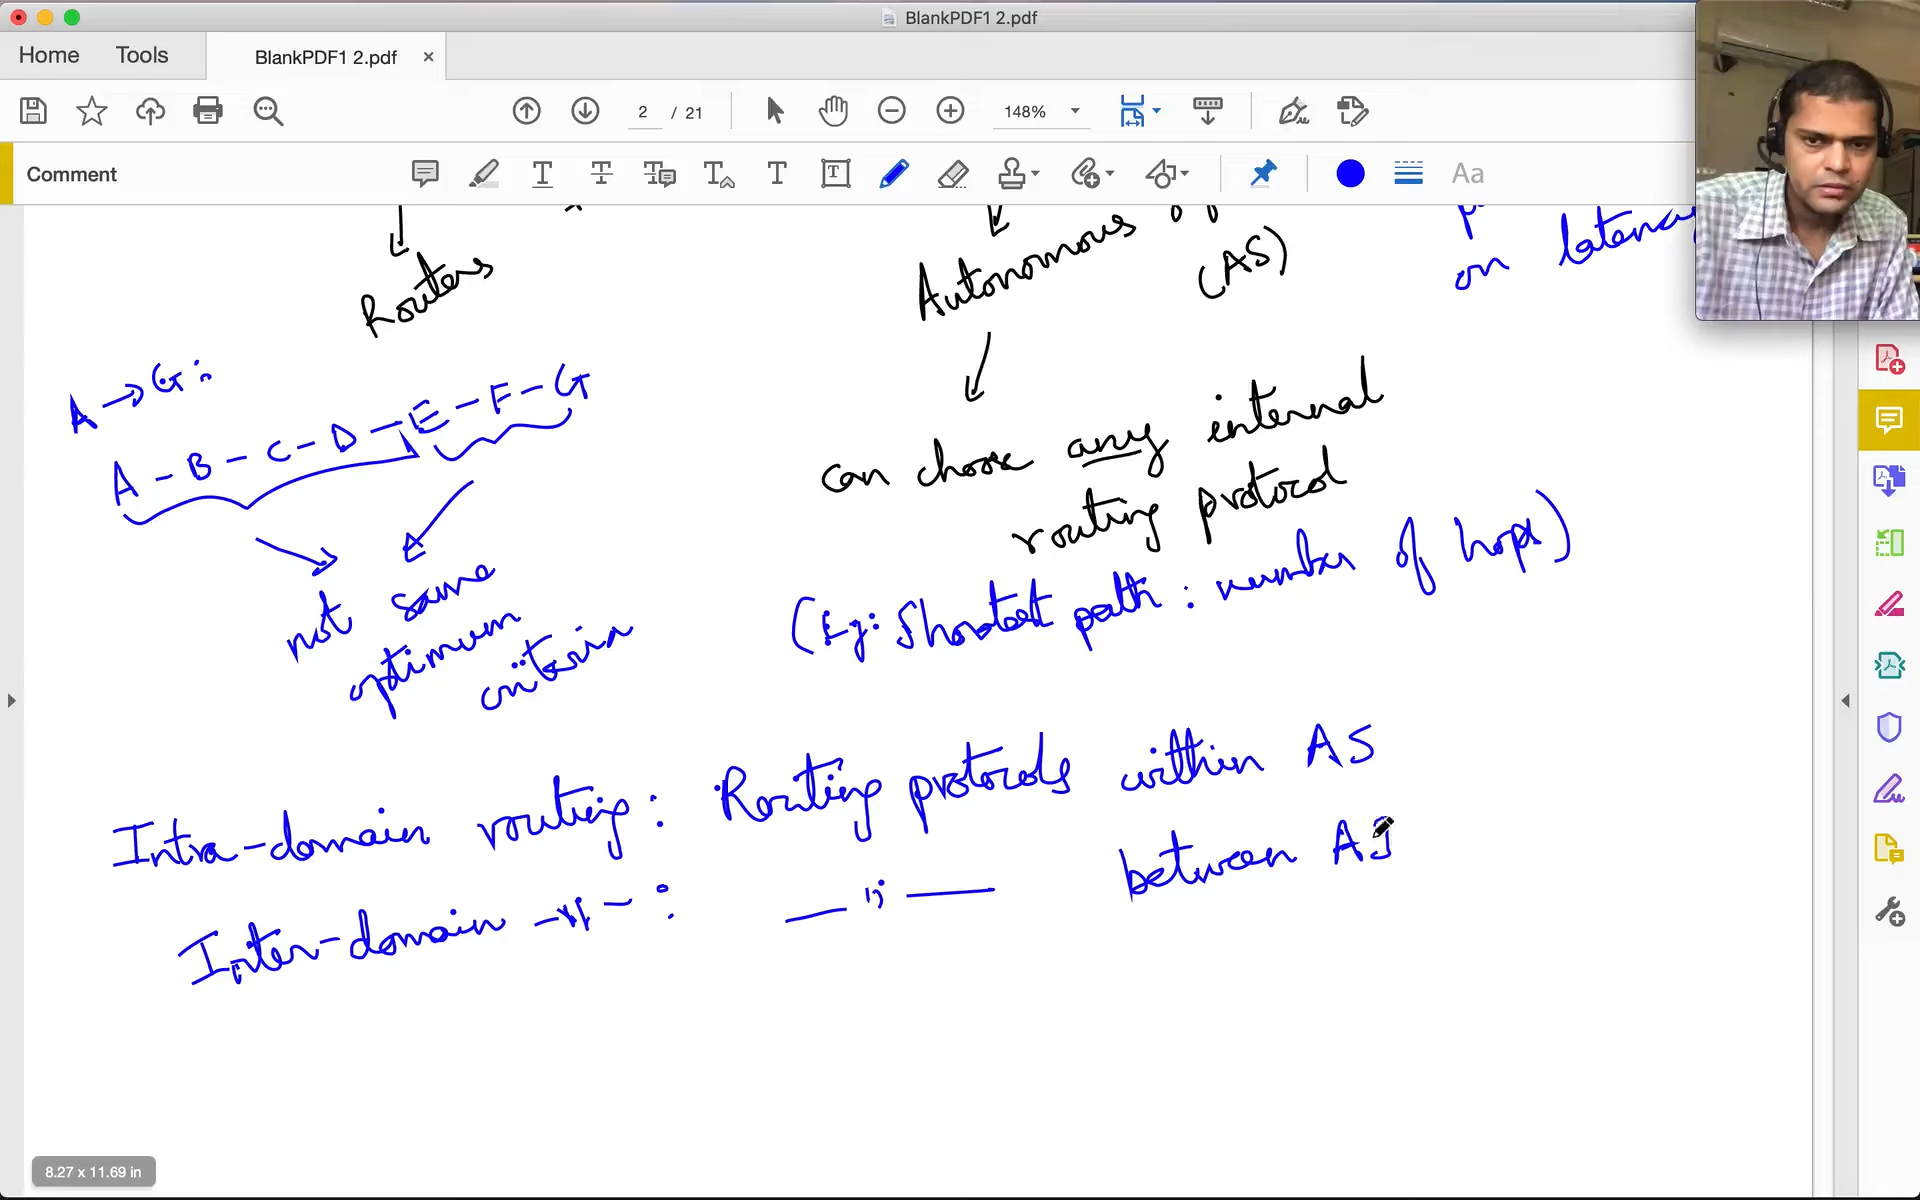 BlankPDF1 2.pdf
Home Tools BlankPDF1 2.pdf ×
2 / 21 148%
Comment Aa
Routers
Autonomous
(AS)
on latency
A → G :
A - B - C - D - E - F - G
can choose any internal
routing protocol
(Eg: Shortest path : number of hops)
not same
optimum
criteria
Intra-domain routing : Routing protocols within AS
Inter-domain - 〃 - : — 〃 — between AS
8.27 x 11.69 in